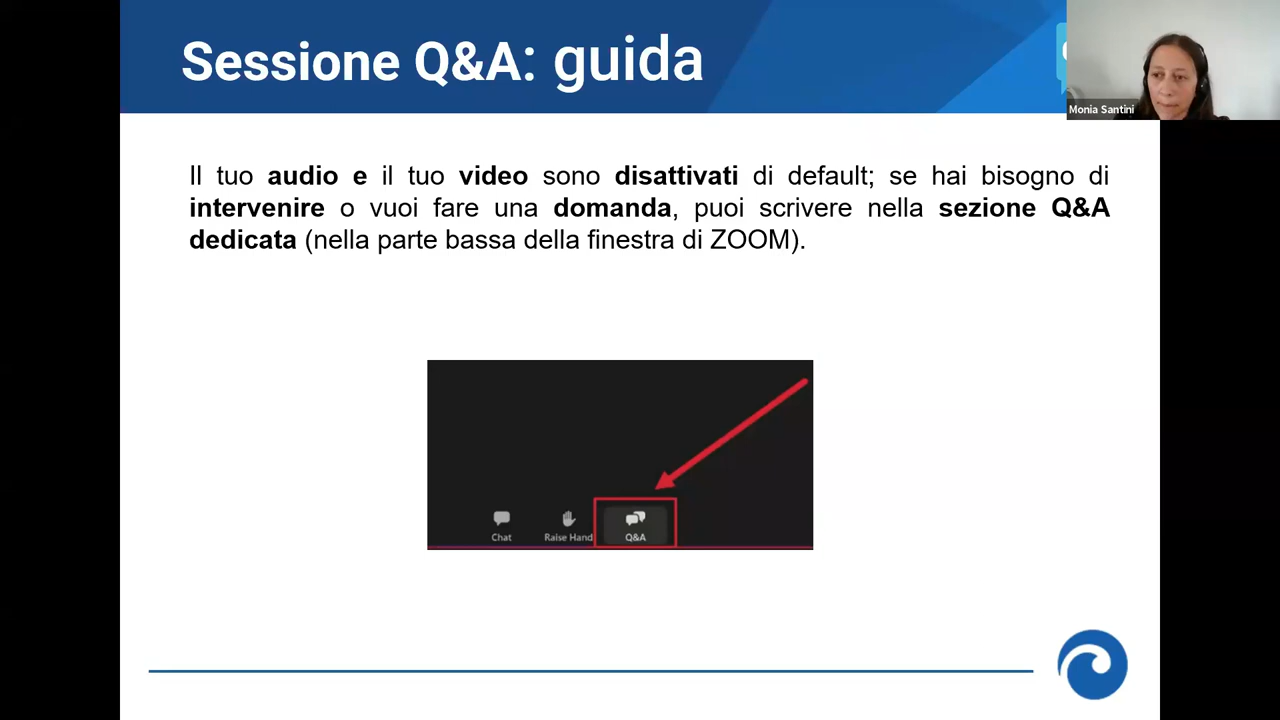 Sessione Q&A: guida
Monia Santini
Il tuo audio e il tuo video sono disattivati di default; se hai bisogno di
intervenire o vuoi fare una domanda, puoi scrivere nella sezione Q&A
dedicata (nella parte bassa della finestra di ZOOM).
Chat Raise Hand Q&A